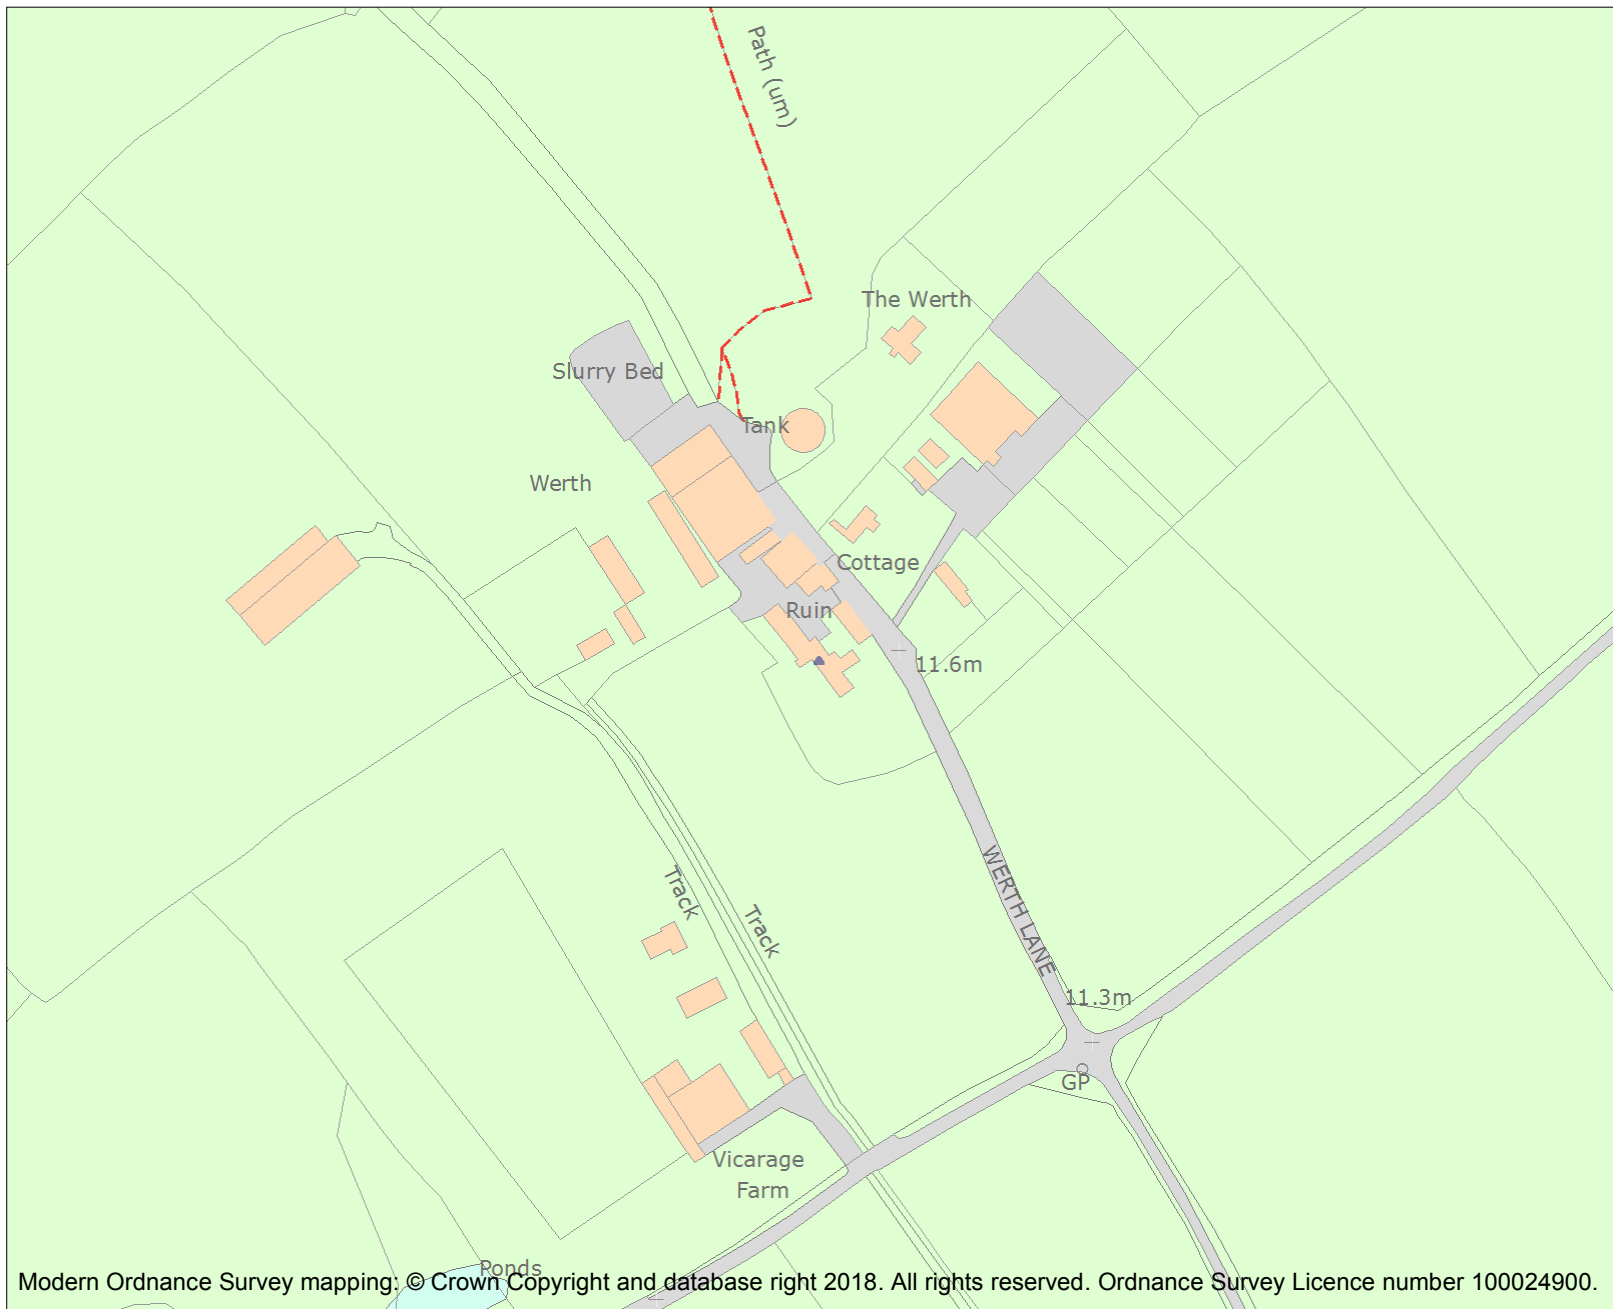 Path (um)
The Werth
Slurry Bed
Tank
Werth
Cottage
Ruin
11.6m
WERTH LANE
Track
Track
11.3m
GP
Vicarage
Farm
Ponds
Modern Ordnance Survey mapping: © Crown Copyright and database right 2018. All rights reserved. Ordnance Survey Licence number 100024900.